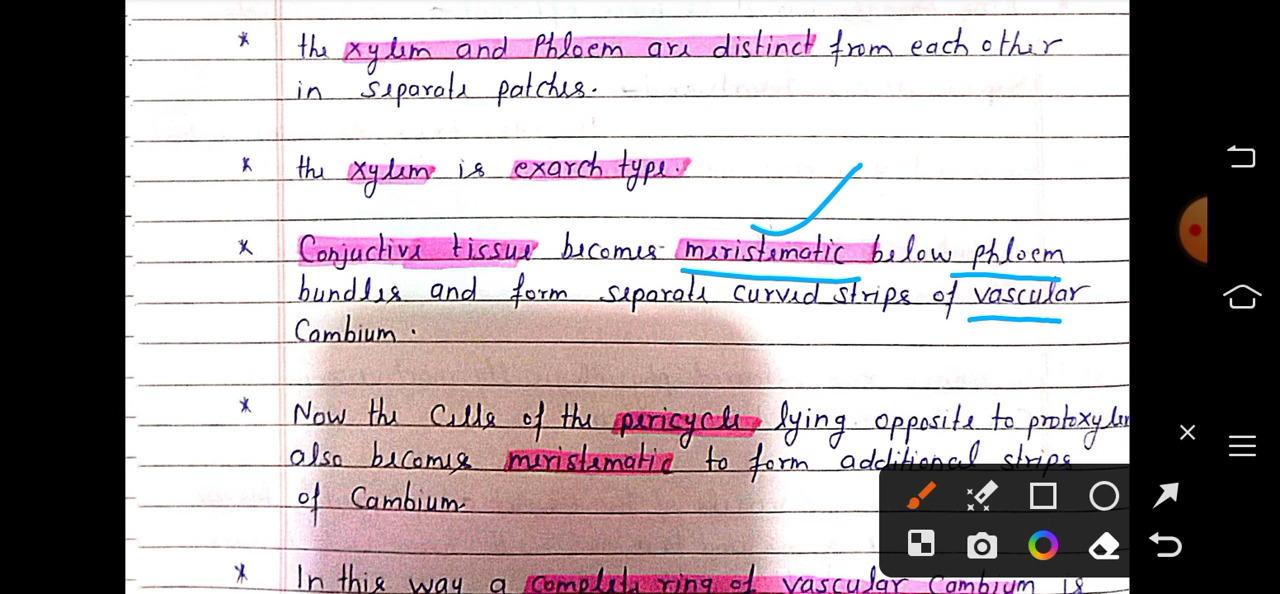 * the xylem and Phloem are distinct from each other
in separate patches.
* the xylem is exarch type.
* Conjuctive tissue becomes meristematic below phloem
bundles and form separate curved strips of vascular
Cambium.
* Now the Cells of the pericycle lying opposite to protoxylem
also becomes meristematic to form additional strips
of Cambium
* In this way a complete ring of vascular Cambium is